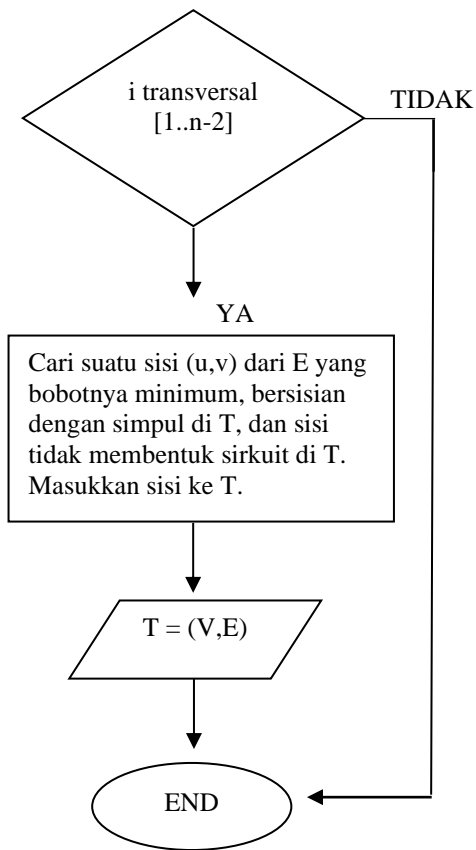 i transversal
[1..n-2]
TIDAK
YA
Cari suatu sisi (u,v) dari E yang
bobotnya minimum, bersisian
dengan simpul di T, dan sisi
tidak membentuk sirkuit di T.
Masukkan sisi ke T.
T = (V,E)
END